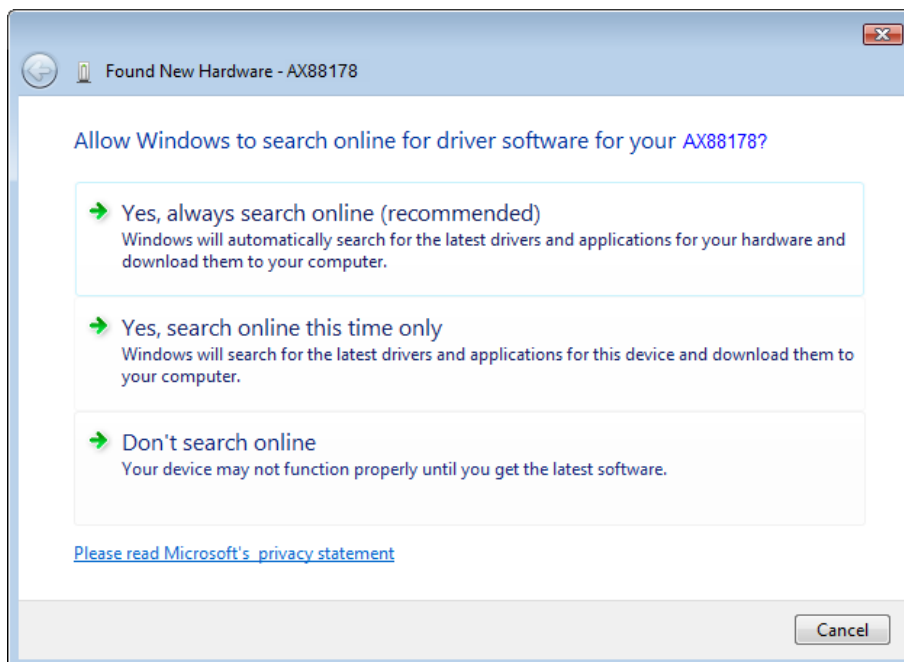 Found New Hardware - AX88178
Allow Windows to search online for driver software for your AX88178?
Yes, always search online (recommended)
Windows will automatically search for the latest drivers and applications for your hardware and
download them to your computer.
Yes, search online this time only
Windows will search for the latest drivers and applications for this device and download them to
your computer.
Don't search online
Your device may not function properly until you get the latest software.
Please read Microsoft's privacy statement
Cancel